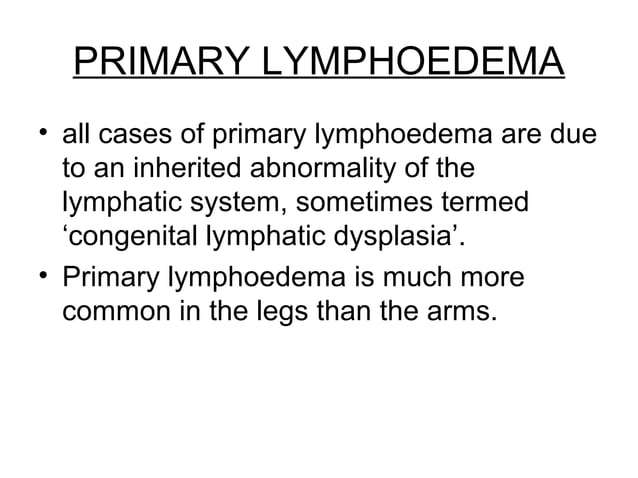 PRIMARY LYMPHOEDEMA
• all cases of primary lymphoedema are due
to an inherited abnormality of the
lymphatic system, sometimes termed
‘congenital lymphatic dysplasia’.
• Primary lymphoedema is much more
common in the legs than the arms.